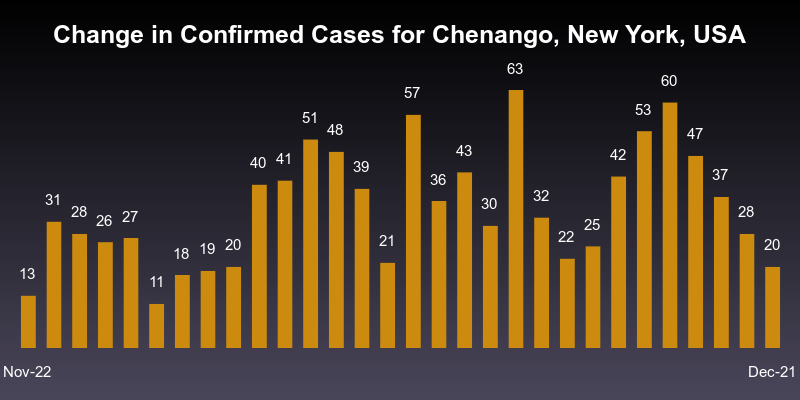 Change in Confirmed Cases for Chenango, New York, USA
13 31 28 26 27 11 18 19 20 40 41 51 48 39 21 57 36 43 30 63 32 22 25 42 53 60 47 37 28 20
Nov-22 Dec-21